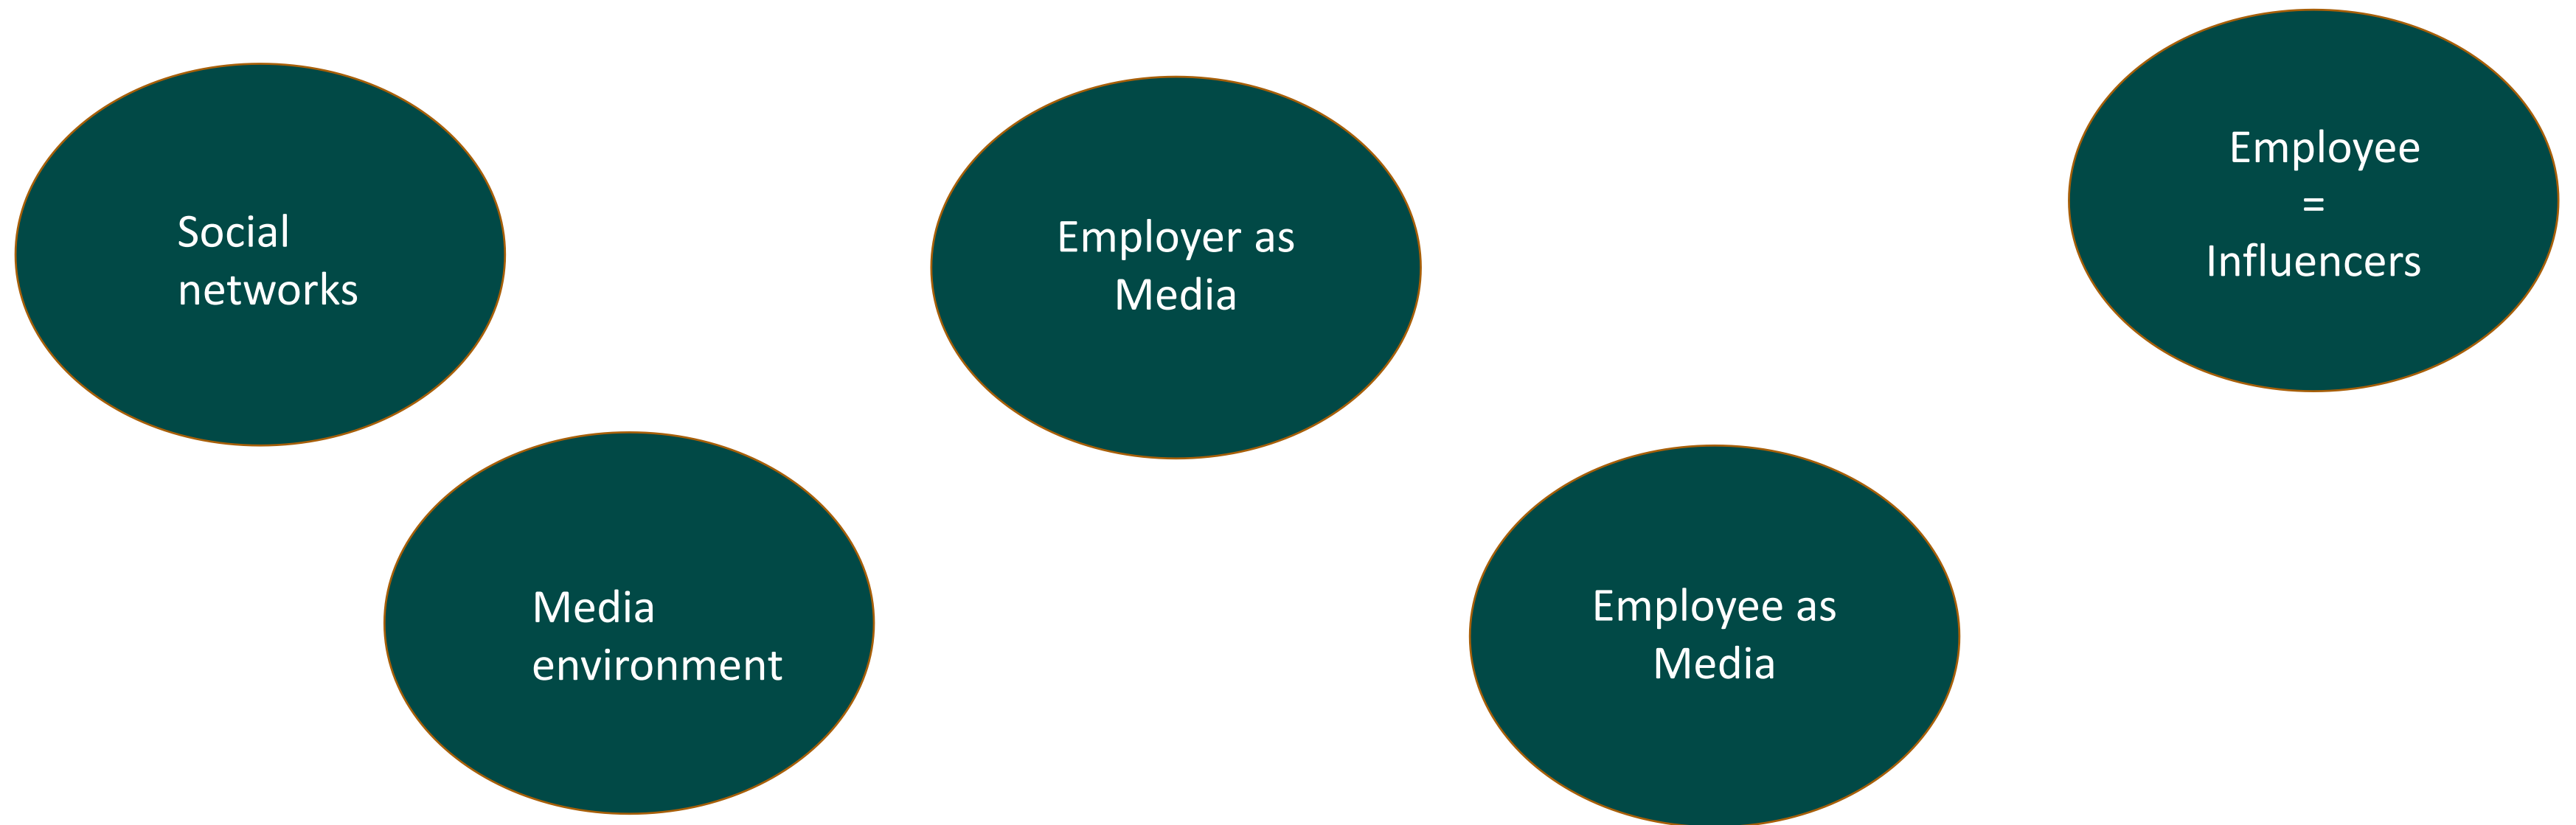 Social
networks
Media
environment
Employer as
Media
Employee as
Media
Employee
=
Influencers